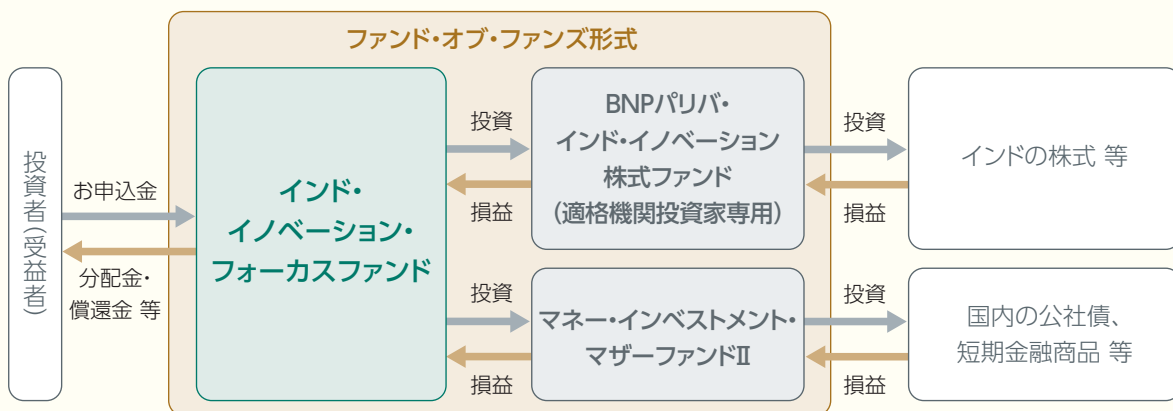 ファンド・オブ・ファンズ形式
投資者(受益者)
お申込金
分配金・
償還金 等
インド・
イノベーション・
フォーカスファンド
投資
損益
BNPパリバ・
インド・イノベーション
株式ファンド
(適格機関投資家専用)
投資
損益
インドの株式 等
投資
損益
マネー・インベストメント・
マザーファンドⅡ
投資
損益
国内の公社債、
短期金融商品 等